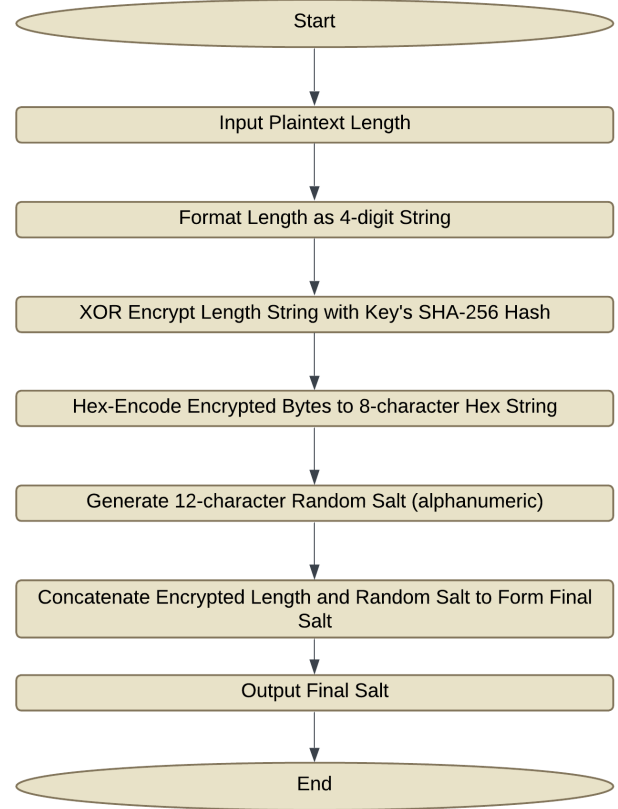 Start
Input Plaintext Length
Format Length as 4-digit String
XOR Encrypt Length String with Key's SHA-256 Hash
Hex-Encode Encrypted Bytes to 8-character Hex String
Generate 12-character Random Salt (alphanumeric)
Concatenate Encrypted Length and Random Salt to Form Final
Salt
Output Final Salt
End